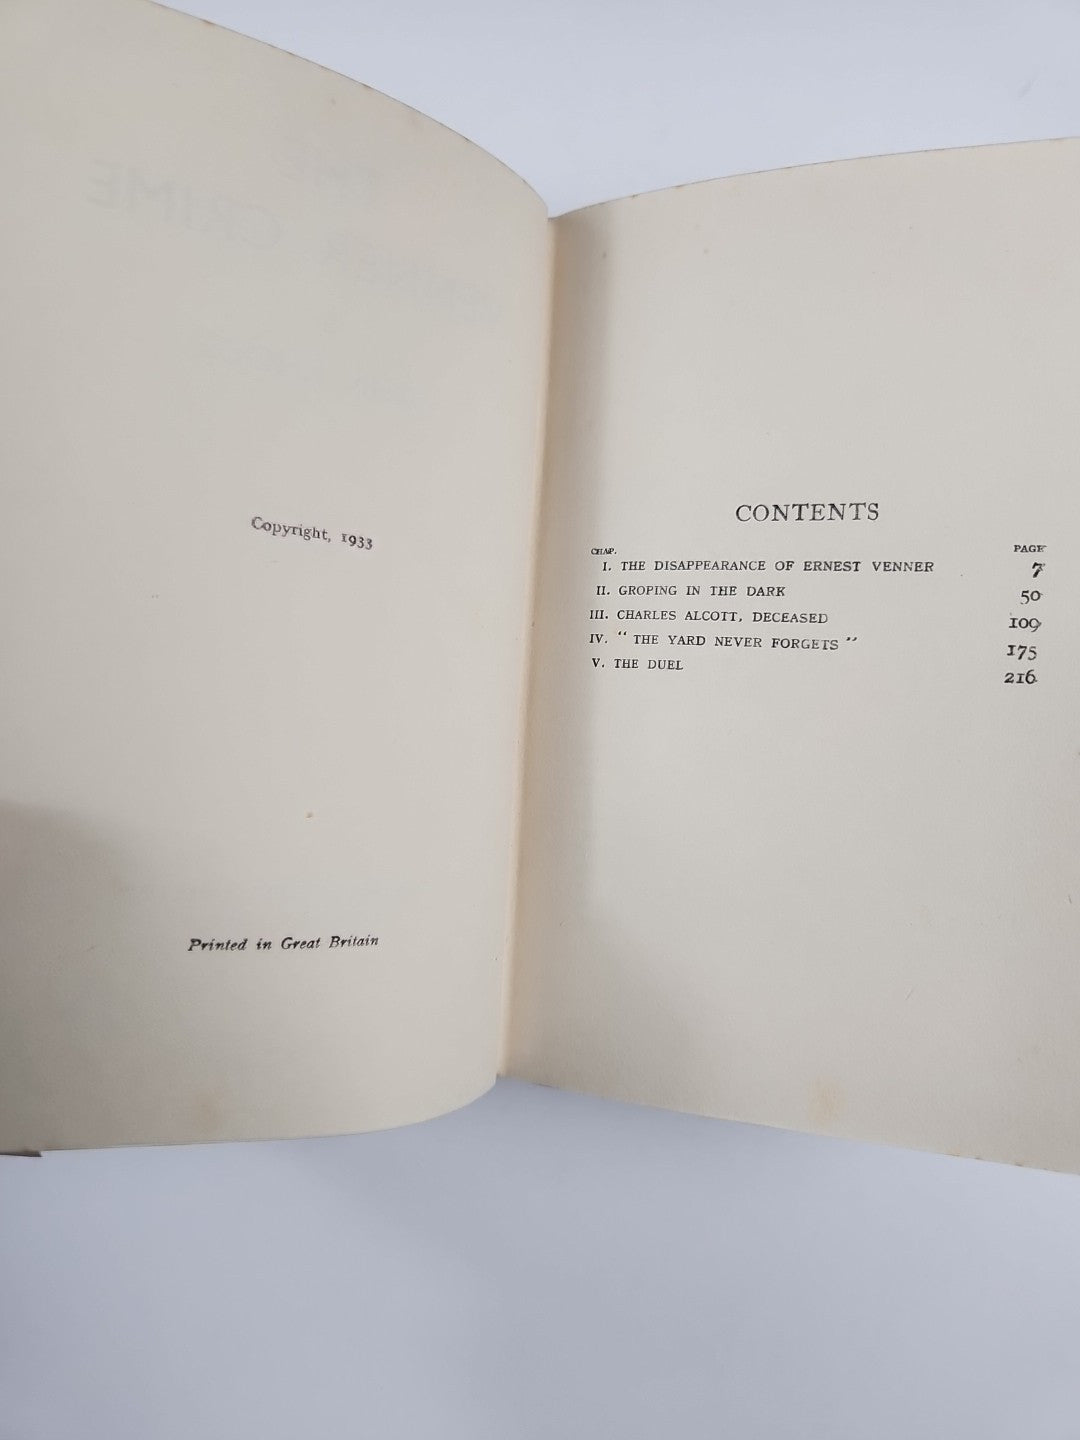 Copyright, 1933
Printed in Great Britain
CONTENTS
CHAP. PAGE
I. THE DISAPPEARANCE OF ERNEST VENNER 7
II. GROPING IN THE DARK 50
III. CHARLES ALCOTT, DECEASED 109
IV. “ THE YARD NEVER FORGETS ” 175
V. THE DUEL 216